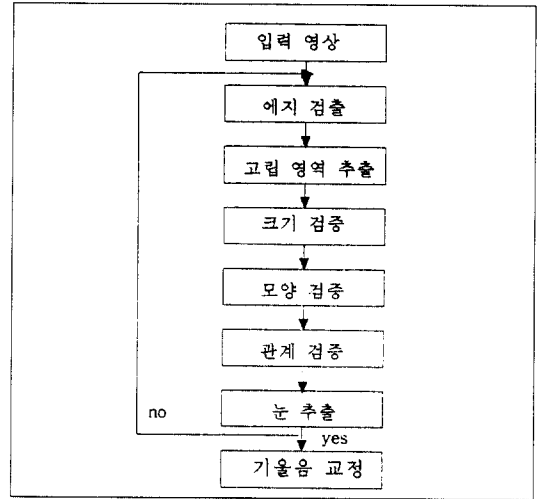 입력 영상
에지 검출
고립 영역 추출
크기 검증
모양 검증
관계 검증
눈 추출
no
yes
기울음 교정